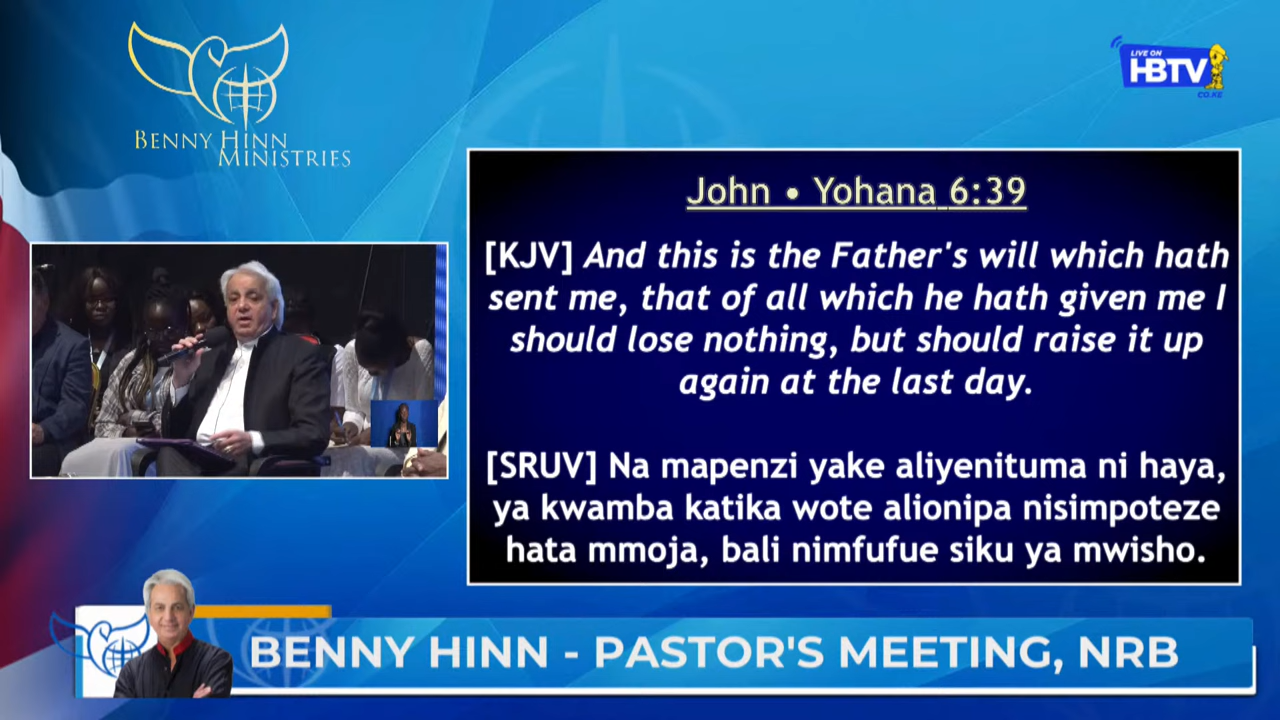 BENNY HINN
MINISTRIES
LIVE ON
HBTV
CO.KE
John • Yohana 6:39
[KJV] And this is the Father's will which hath
sent me, that of all which he hath given me I
should lose nothing, but should raise it up
again at the last day.
[SRUV] Na mapenzi yake aliyenituma ni haya,
ya kwamba katika wote alionipa nisimpoteze
hata mmoja, bali nimfufue siku ya mwisho.
BENNY HINN - PASTOR'S MEETING, NRB